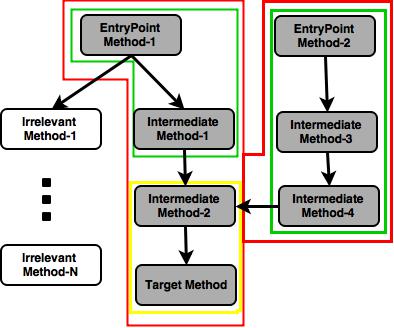 EntryPoint
Method-1
EntryPoint
Method-2
Irrelevant
Method-1
Intermediate
Method-1
Intermediate
Method-3
Intermediate
Method-2
Intermediate
Method-4
Irrelevant
Method-N
Target Method